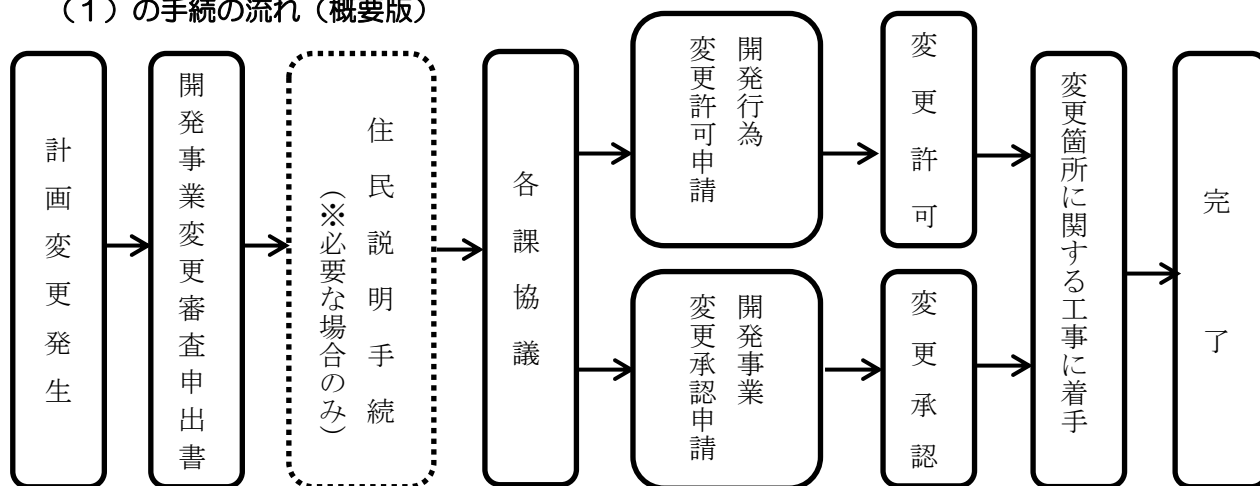 （１）の手続の流れ（概要版）
計画変更発生
開発事業変更審査申出書
住民説明手続
（※必要な場合のみ）
各課協議
開発行為
変更許可申請
変更許可
開発事業
変更承認申請
変更承認
変更箇所に関する工事に着手
完了